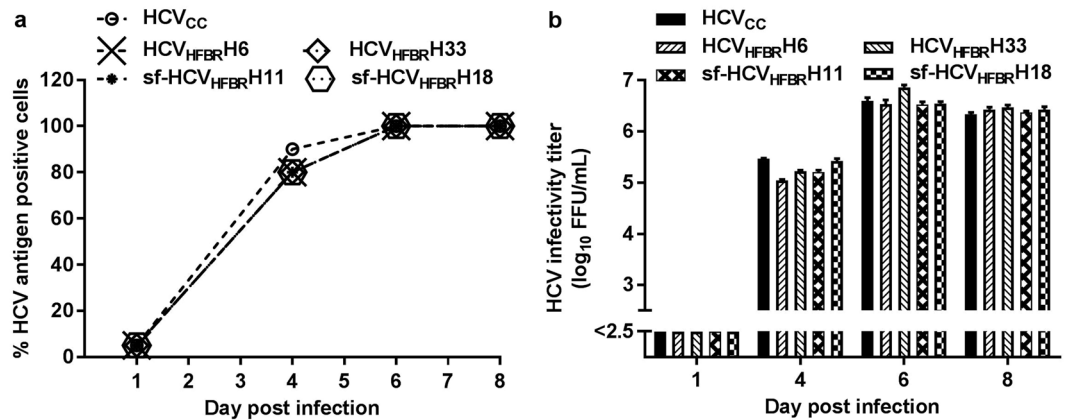 a
HCVCC
HCVHFBRH6
HCVHFBRH33
sf-HCVHFBRH11
sf-HCVHFBRH18
% HCV antigen positive cells
120
100
80
60
40
20
0
1 2 3 4 5 6 7 8
Day post infection
b
HCVCC
HCVHFBRH6
HCVHFBRH33
sf-HCVHFBRH11
sf-HCVHFBRH18
HCV infectivity titer
(log10 FFU/mL)
7
6
5
4
3
<2.5
1 4 6 8
Day post infection